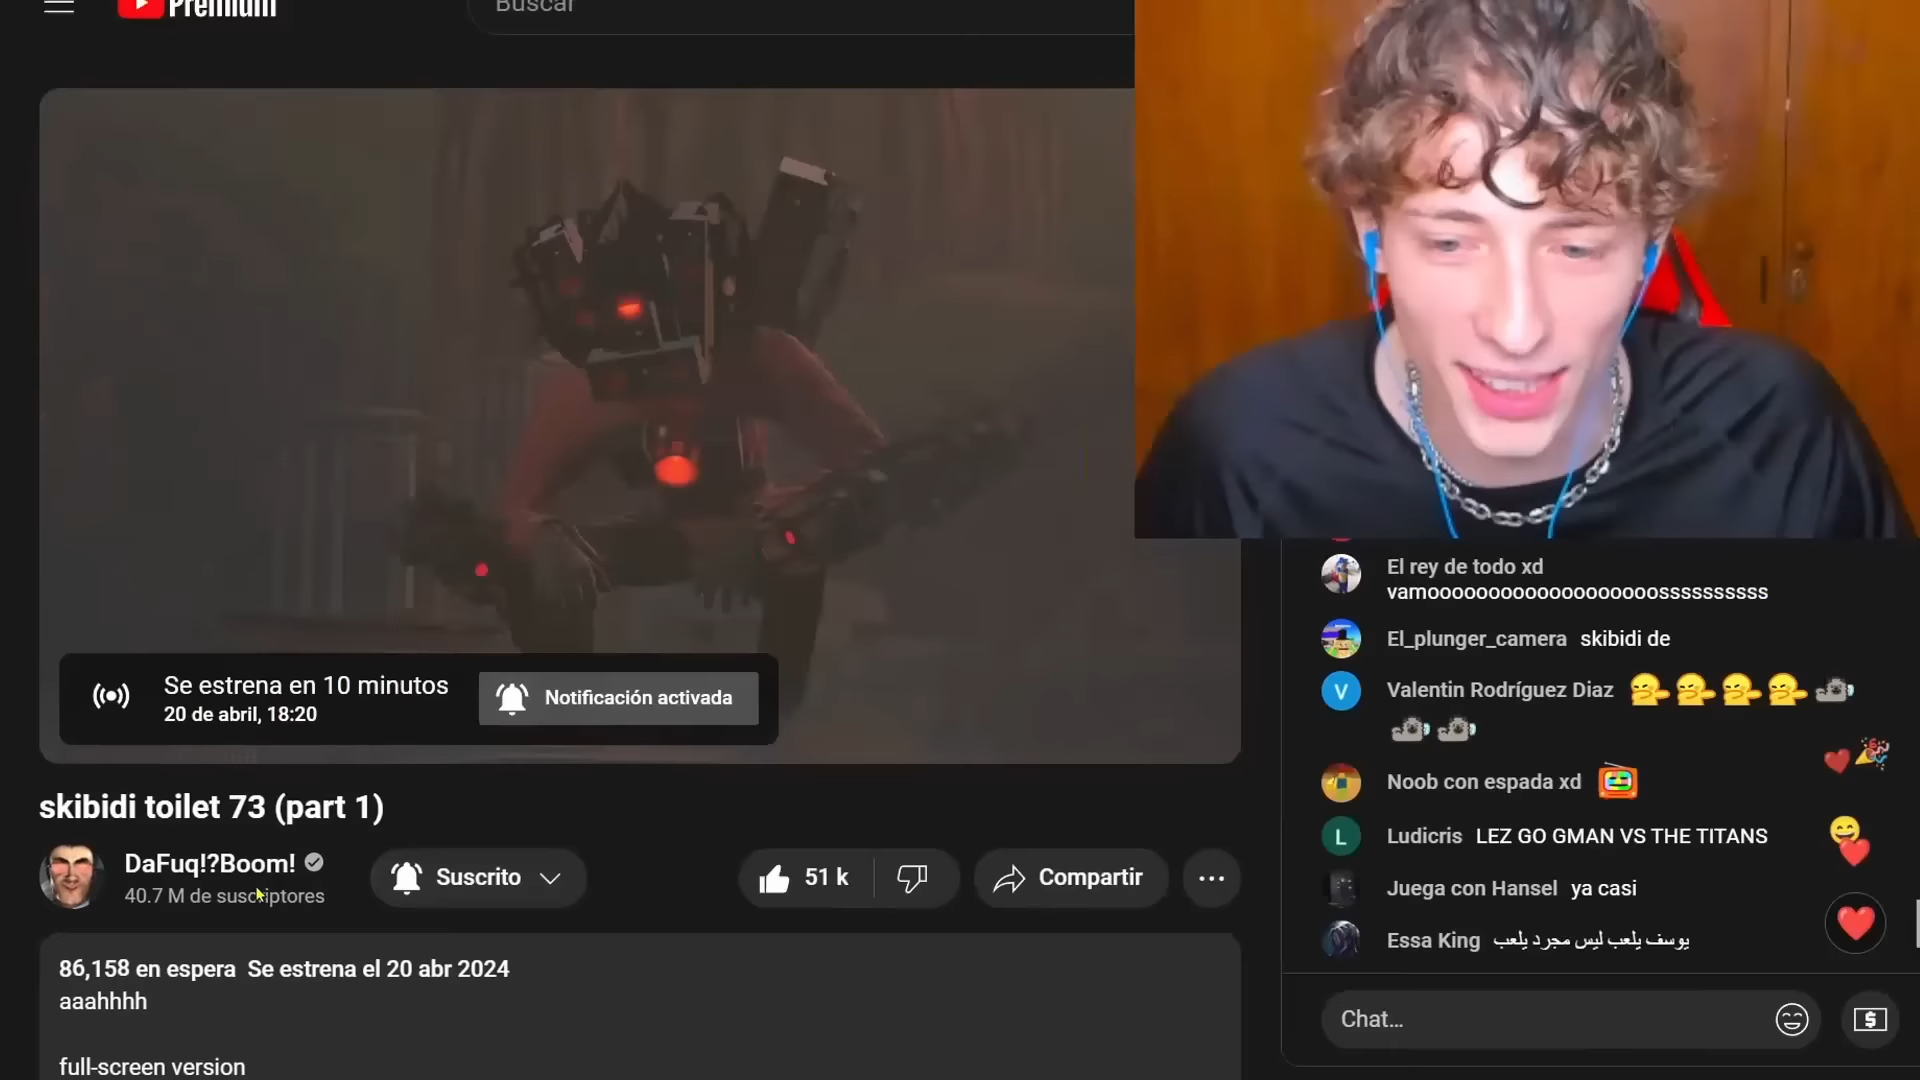 Premium
Buscar
Se estrena en 10 minutos
20 de abril, 18:20
Notificación activada
skibidi toilet 73 (part 1)
DaFuq!?Boom!
40.7 M de suscriptores
Suscrito
51 k
Compartir
86,158 en espera Se estrena el 20 abr 2024
aaahhhh
full-screen version
El rey de todo xd
vamooooooooooooooooooossssssssss
El_plunger_camera skibidi de
V
Valentin Rodríguez Diaz
Noob con espada xd
L
Ludicris LEZ GO GMAN VS THE TITANS
Juega con Hansel ya casi
Essa King يوسف يلعب ليس مجرد يلعب
Chat...
$